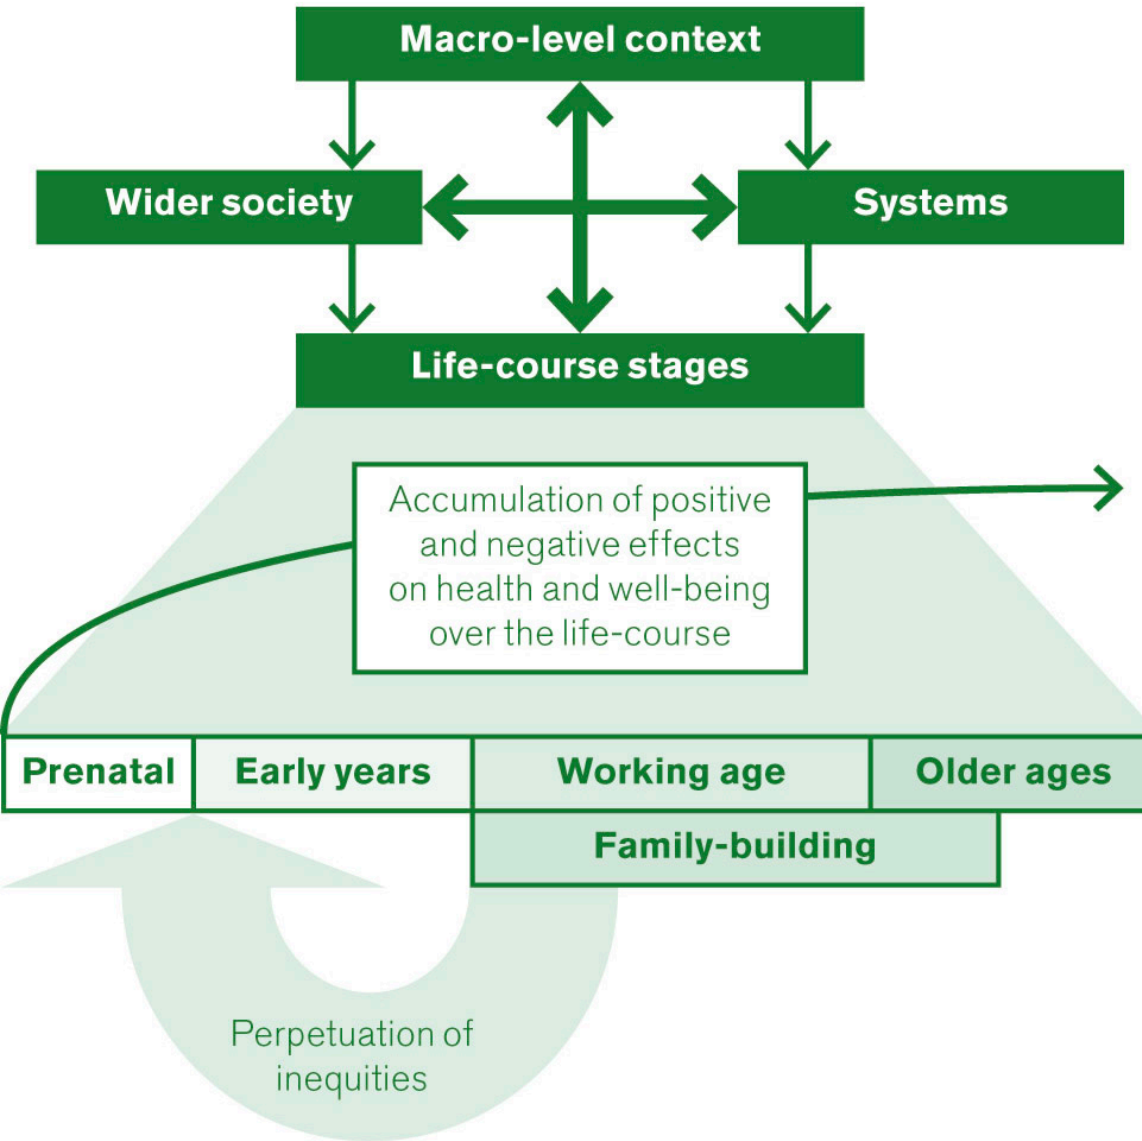 Macro-level context
Wider society
Systems
Life-course stages
Accumulation of positive
and negative effects
on health and well-being
over the life-course
Prenatal
Early years
Working age
Older ages
Family-building
Perpetuation of
inequities